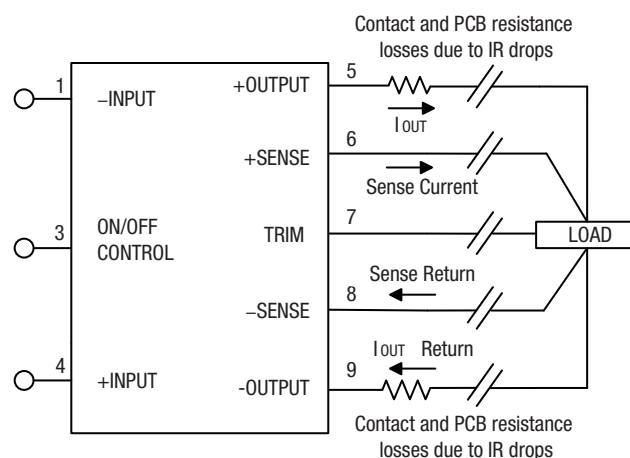 Contact and PCB resistance
losses due to IR drops
1
–INPUT
+OUTPUT
5
IOUT
+SENSE
6
Sense Current
3
ON/OFF
CONTROL
TRIM
7
LOAD
Sense Return
–SENSE
8
4
+INPUT
-OUTPUT
9
IOUT Return
Contact and PCB resistance
losses due to IR drops